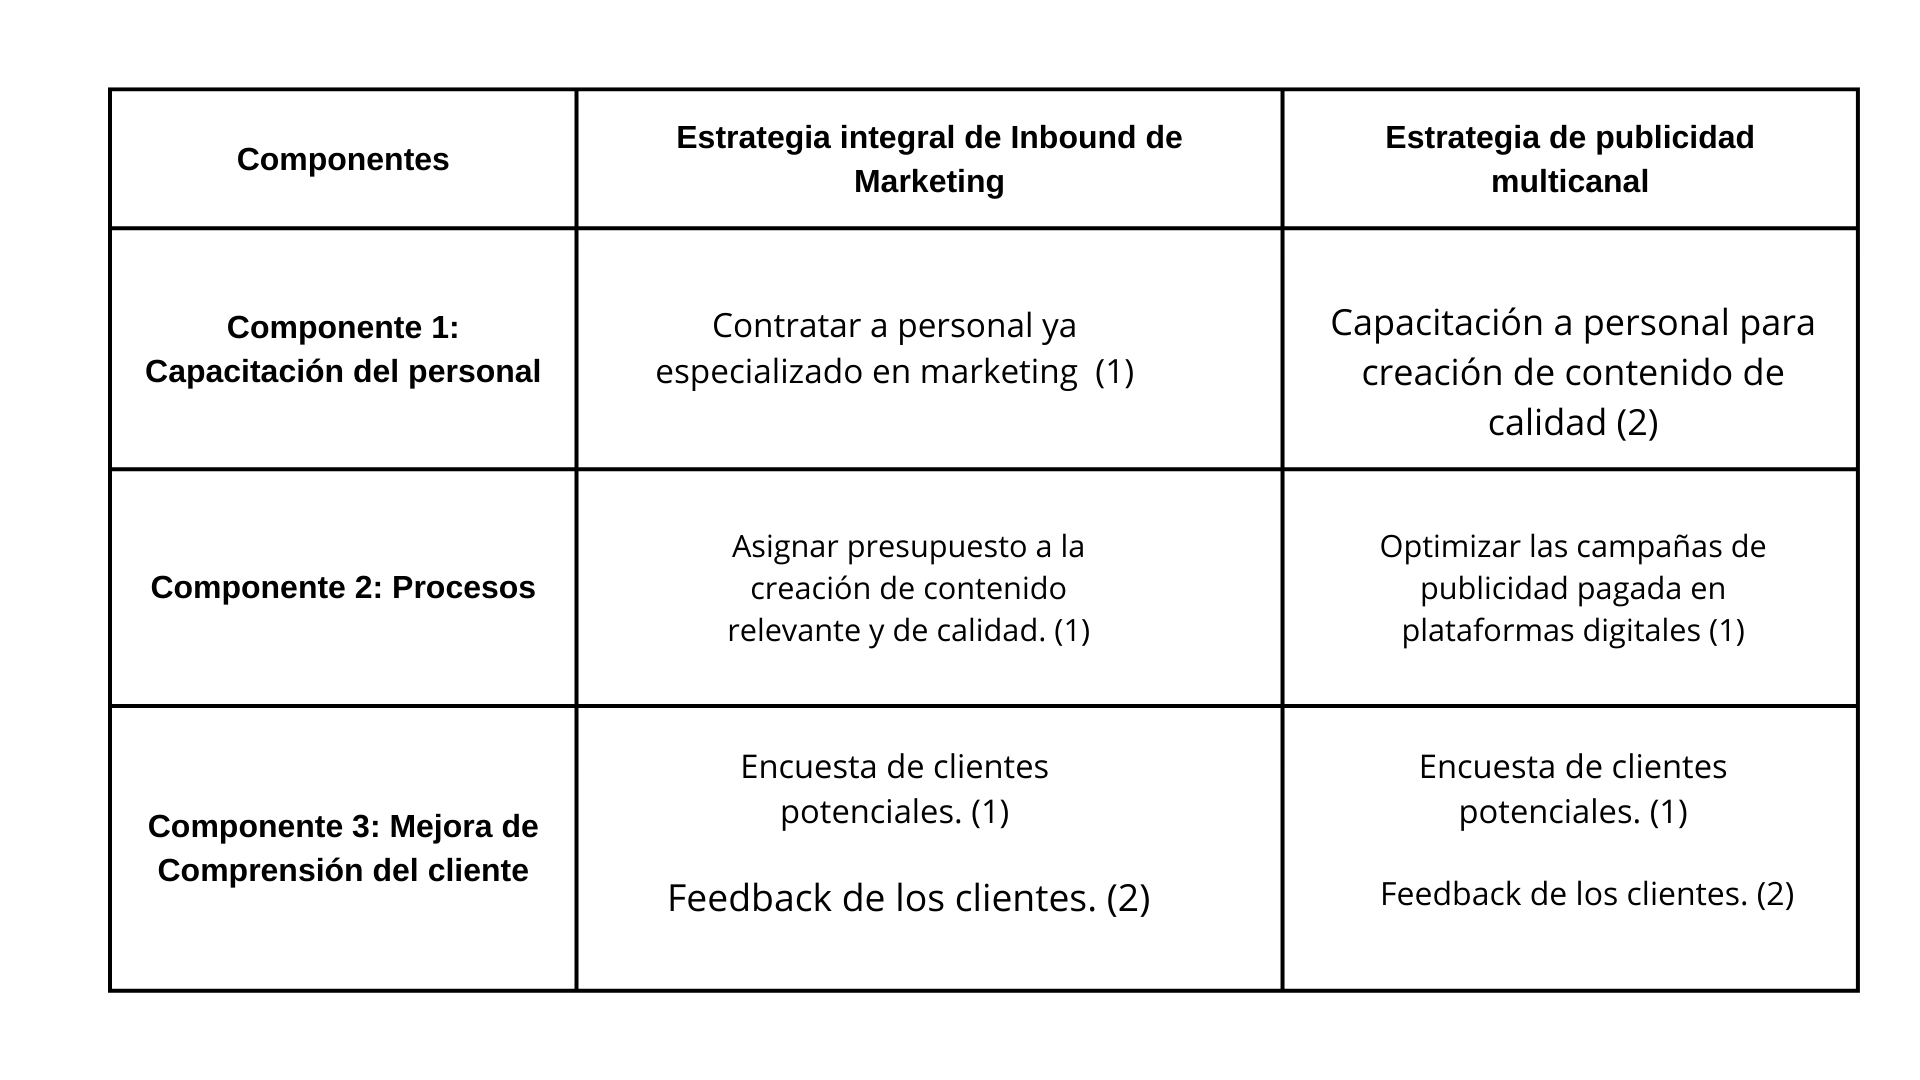 Componentes
Estrategia integral de Inbound de
Marketing
Estrategia de publicidad
multicanal
Componente 1:
Capacitación del personal
Contratar a personal ya
especializado en marketing  (1)
Capacitación a personal para
creación de contenido de
calidad (2)
Componente 2: Procesos
Asignar presupuesto a la
creación de contenido
relevante y de calidad. (1)
Optimizar las campañas de
publicidad pagada en
plataformas digitales (1)
Componente 3: Mejora de
Comprensión del cliente
Encuesta de clientes
potenciales. (1)
Feedback de los clientes. (2)
Encuesta de clientes
potenciales. (1)
Feedback de los clientes. (2)